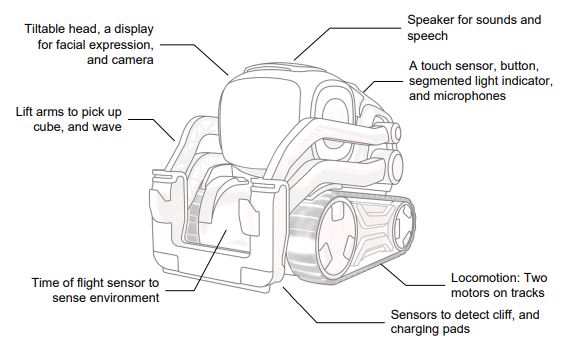 Tiltable head, a display
for facial expression,
and camera
Speaker for sounds and
speech
A touch sensor, button,
segmented light indicator,
and microphones
Lift arms to pick up
cube, and wave
Time of flight sensor to
sense environment
Locomotion: Two
motors on tracks
Sensors to detect cliff, and
charging pads